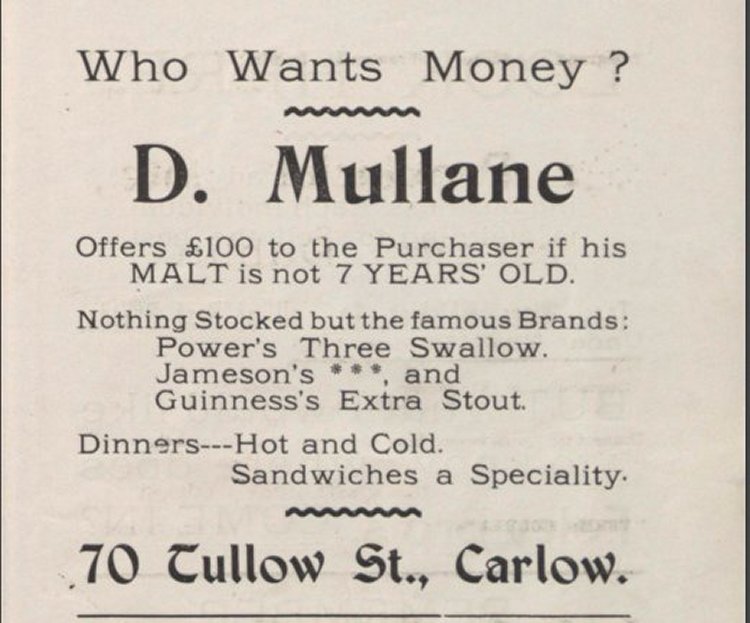 Who Wants Money ?
D. Mullane
Offers £100 to the Purchaser if his
MALT is not 7 YEARS' OLD.
Nothing Stocked but the famous Brands:
Power's Three Swallow.
Jameson's ***, and
Guinness's Extra Stout.
Dinners---Hot and Cold.
Sandwiches a Speciality.
70 Tullow St., Carlow.